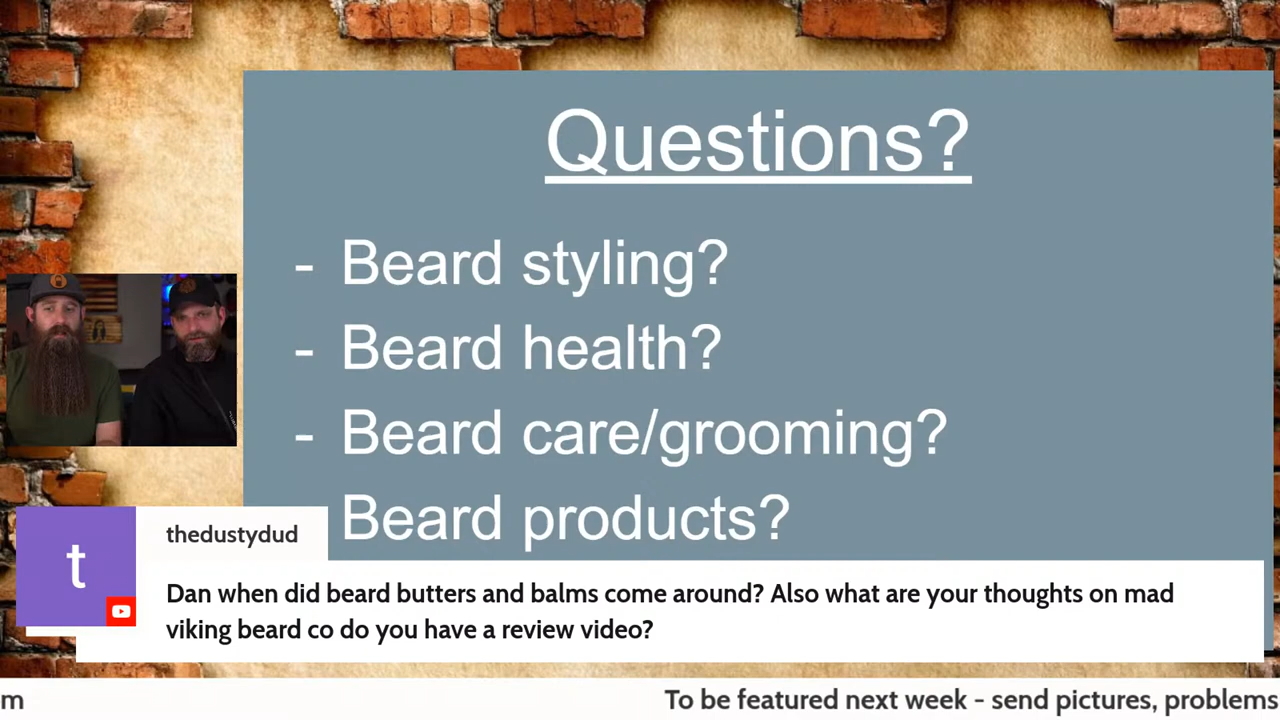 Questions?
- Beard styling?
- Beard health?
- Beard care/grooming?
Beard products?
t
thedustydud
Dan when did beard butters and balms come around? Also what are your thoughts on mad
viking beard co do you have a review video?
m
To be featured next week - send pictures, problems